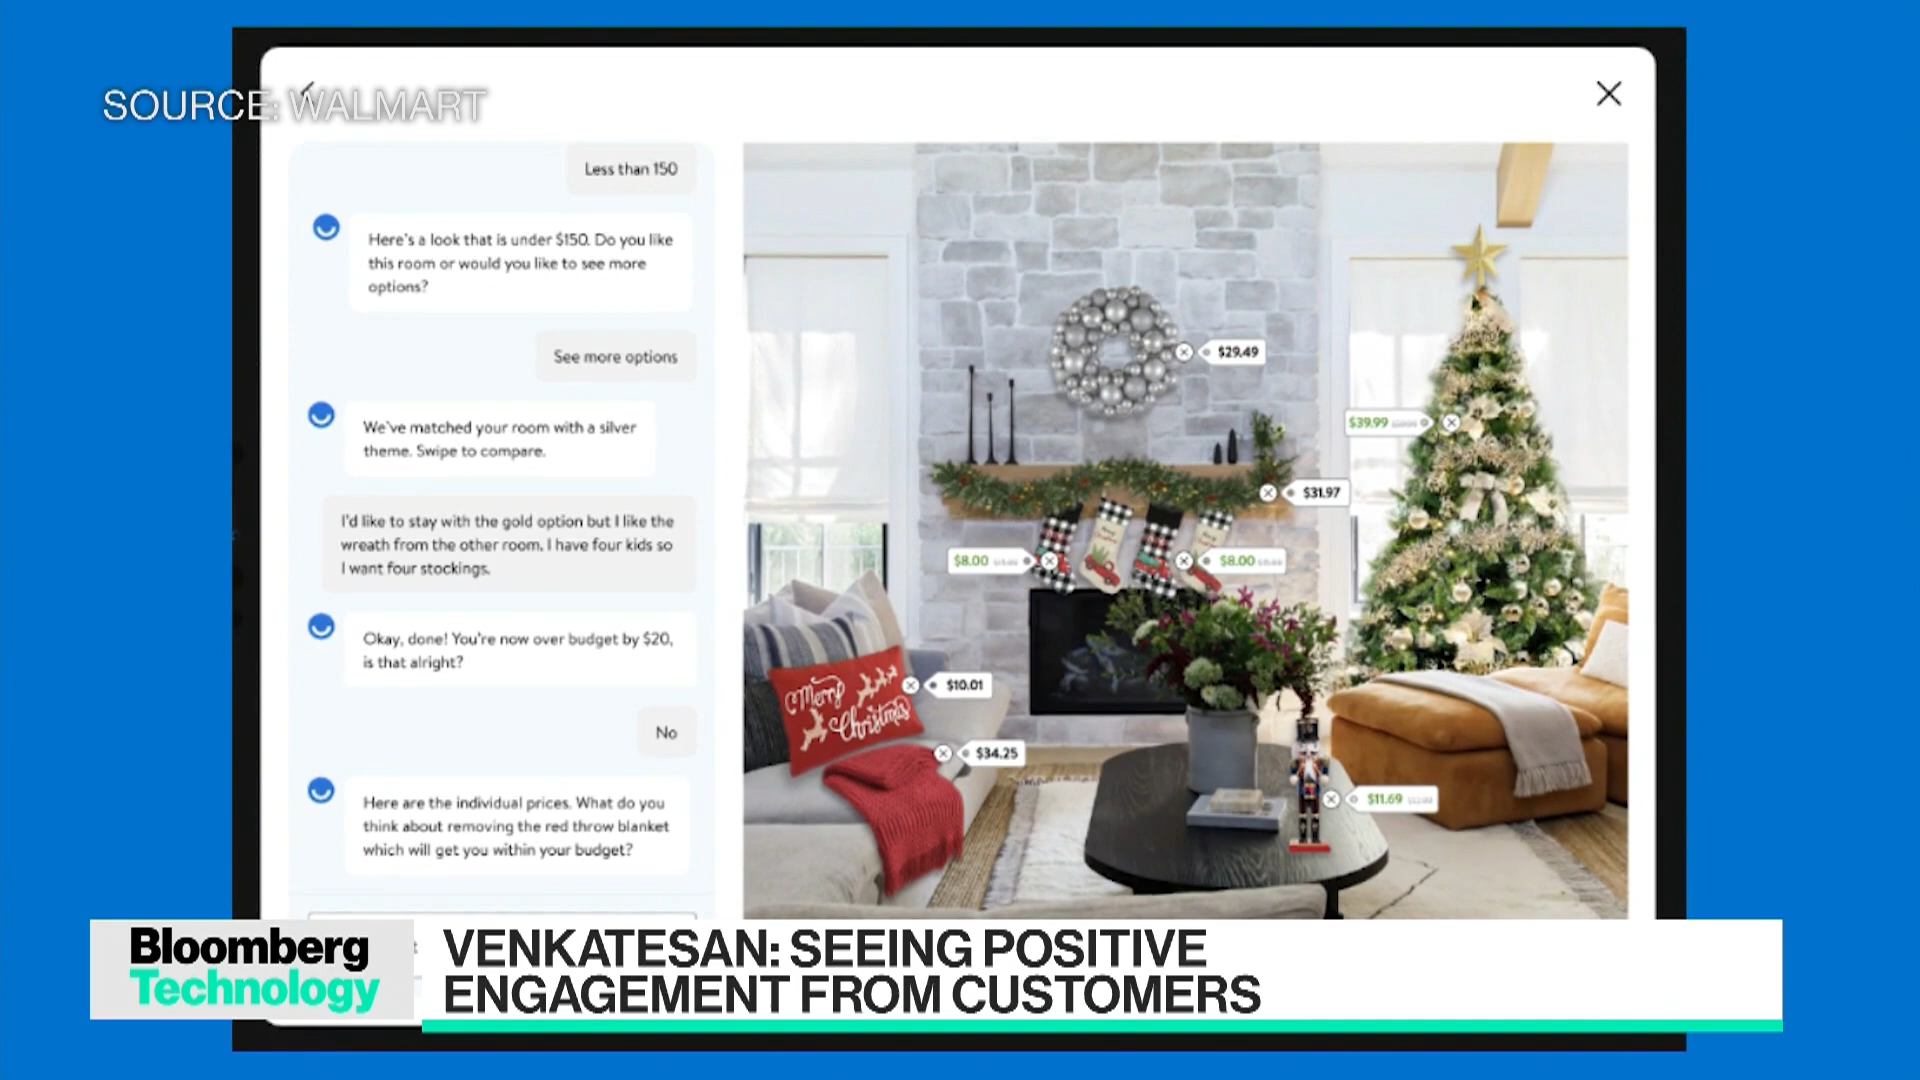 SOURCE: WALMART
Less than 150
Here's a look that is under $150. Do you like
this room or would you like to see more
options?
See more options
We've matched your room with a silver
theme. Swipe to compare.
I'd like to stay with the gold option but I like the
wreath from the other room. I have four kids so
I want four stockings.
Okay, done! You're now over budget by $20,
is that alright?
No
Here are the individual prices. What do you
think about removing the red throw blanket
which will get you within your budget?
$29.49
$39.99
$31.97
$8.00
$8.00
$10.01
Merry
Christmas
$34.25
$11.69
Bloomberg
Technology
VENKATESAN: SEEING POSITIVE
ENGAGEMENT FROM CUSTOMERS